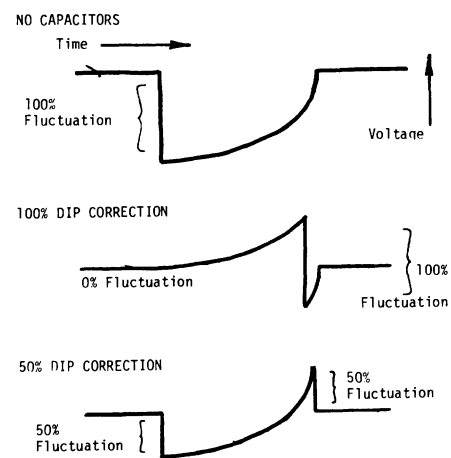 NO CAPACITORS
Time
100%
Fluctuation
Voltage
100% DIP CORRECTION
0% Fluctuation
100%
Fluctuation
50% DIP CORRECTION
50%
Fluctuation
50%
Fluctuation